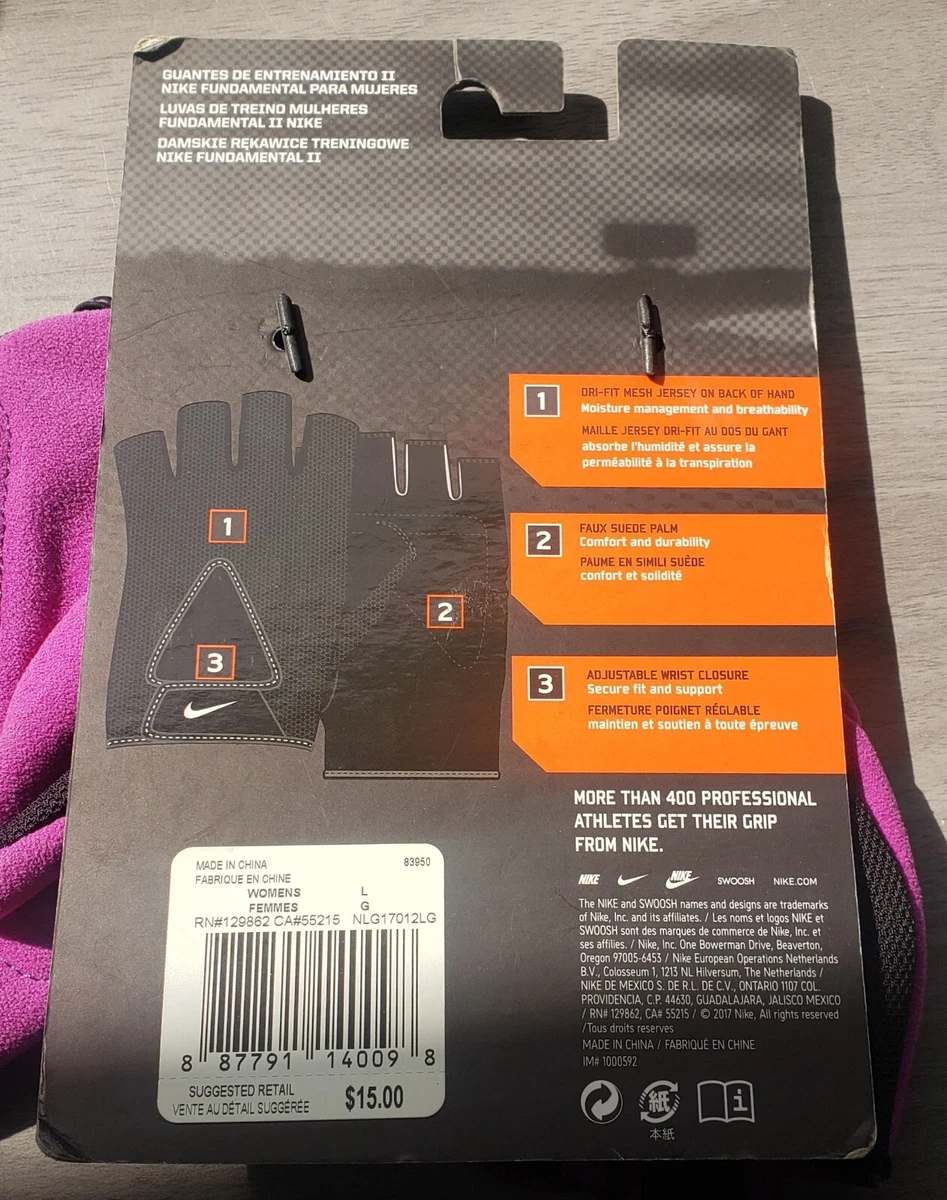 GUANTES DE ENTRENAMIENTO II
NIKE FUNDAMENTAL PARA MUJERES
LUVAS DE TREINO MULHERES
FUNDAMENTAL II NIKE
DAMSKIE RĘKAWICE TRENINGOWE
NIKE FUNDAMENTAL II
1
DRI-FIT MESH JERSEY ON BACK OF HAND
Moisture management and breathability
MAILLE JERSEY DRI-FIT AU DOS DU GANT
absorbe l'humidité et assure la
perméabilité à la transpiration
2
FAUX SUEDE PALM
Comfort and durability
PAUME EN SIMILI SUÈDE
confort et solidité
3
ADJUSTABLE WRIST CLOSURE
Secure fit and support
FERMETURE POIGNET RÉGLABLE
maintien et soutien à toute épreuve
1
2
3
MORE THAN 400 PROFESSIONAL
ATHLETES GET THEIR GRIP
FROM NIKE.
NIKE NIKE SWOOSH NIKE.COM
The NIKE and SWOOSH names and designs are trademarks
of Nike, Inc. and its affiliates. / Les noms et logos NIKE et
SWOOSH sont des marques de commerce de Nike, Inc. et
ses affilies. / Nike, Inc. One Bowerman Drive, Beaverton,
Oregon 97005-6453 / Nike European Operations Netherlands
B.V., Colosseum 1, 1213 NL Hilversum, The Netherlands /
NIKE DE MEXICO S. DE R.L. DE C.V., ONTARIO 1107 COL.
PROVIDENCIA, C.P. 44630, GUADALAJARA, JALISCO MEXICO
/ RN# 129862, CA# 55215 / © 2017 Nike, All rights reserved
/Tous droits reserves
MADE IN CHINA / FABRIQUÉ EN CHINE
IM# 1000592
紙
本紙
MADE IN CHINA 83950
FABRIQUE EN CHINE
WOMENS L
FEMMES G
RN#129862 CA#55215 NLG17012LG
8 87791 14009 8
SUGGESTED RETAIL
VENTE AU DÉTAIL SUGGÉRÉE
$15.00